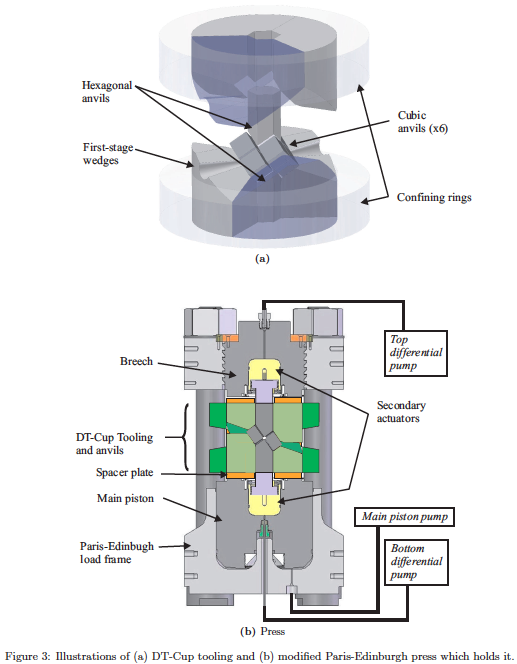 Hexagonal
anvils
First-stage
wedges
Cubic
anvils (x6)
Confining rings
(a)
Top
differential
pump
Breech
Secondary
actuators
DT-Cup Tooling
and anvils
Spacer plate
Main piston
Main piston pump
Paris-Edinbugh
load frame
Bottom
differential
pump
(b) Press
Figure 3: Illustrations of (a) DT-Cup tooling and (b) modified Paris-Edinburgh press which holds it.